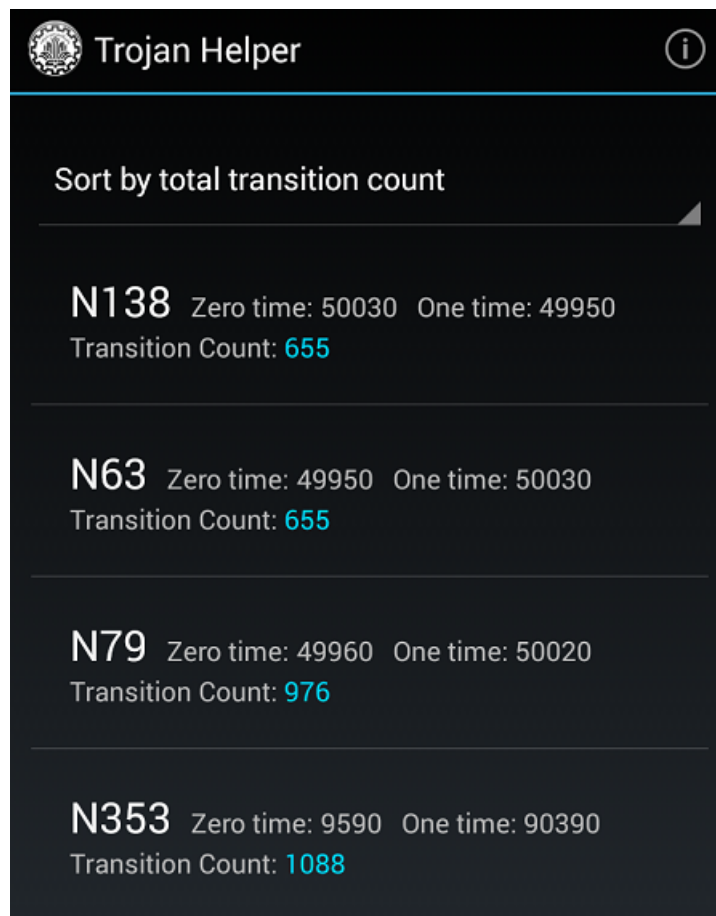 Trojan Helper
Sort by total transition count
N138 Zero time: 50030 One time: 49950
Transition Count: 655
N63 Zero time: 49950 One time: 50030
Transition Count: 655
N79 Zero time: 49960 One time: 50020
Transition Count: 976
N353 Zero time: 9590 One time: 90390
Transition Count: 1088